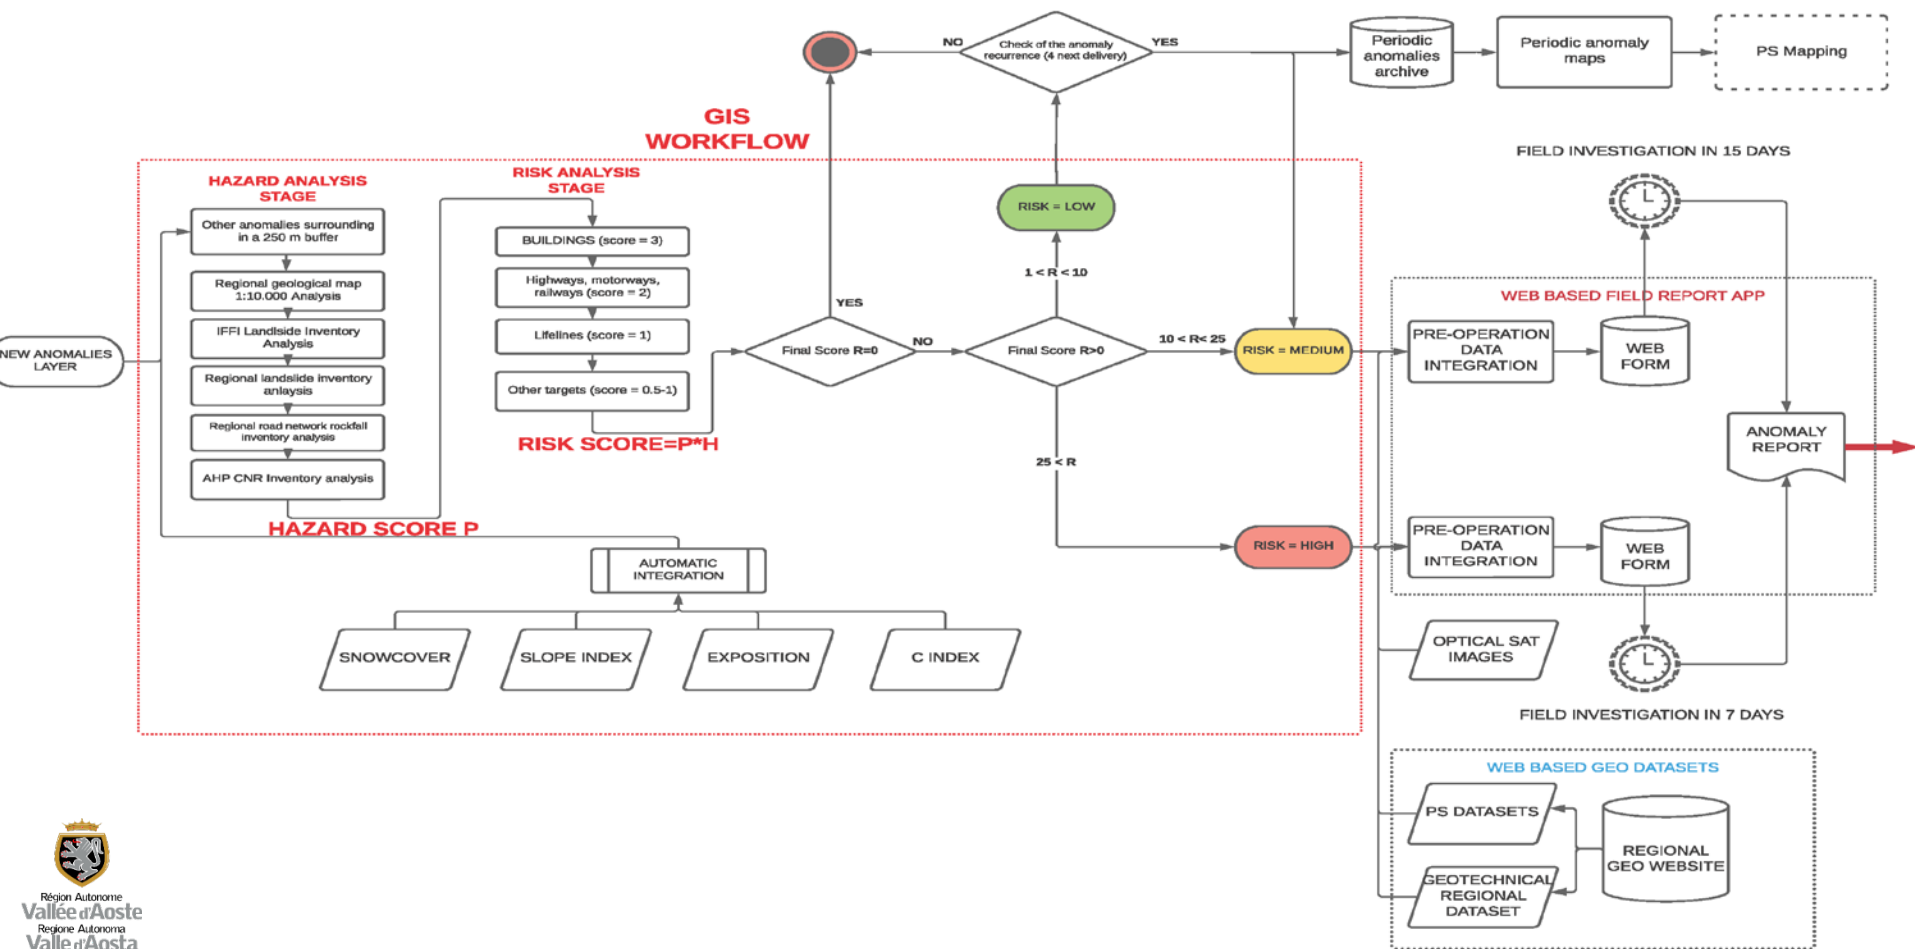 NO
Check of the anomaly
recurrence (4 next delivery)
YES
Periodic
anomalies
archive
Periodic anomaly
maps
PS Mapping
GIS
WORKFLOW
FIELD INVESTIGATION IN 15 DAYS
HAZARD ANALYSIS
STAGE
RISK ANALYSIS
STAGE
Other anomalies surrounding
in a 250 m buffer
Regional geological map
1:10.000 Analysis
IFFI Landlside Inventory
Analysis
Regional landslide inventory
anlaysis
Regional road network rockfall
inventory analysis
AHP CNR Inventory analysis
NEW ANOMALIES
LAYER
BUILDINGS (score = 3)
Highways, motorways,
railways (score = 2)
Lifelines (score = 1)
Other targets (score = 0.5-1)
RISK SCORE=P*H
HAZARD SCORE P
YES
Final Score R=0
NO
Final Score R>0
RISK = LOW
1 < R < 10
10 < R< 25
RISK = MEDIUM
25 < R
RISK = HIGH
WEB BASED FIELD REPORT APP
PRE-OPERATION
DATA
INTEGRATION
WEB
FORM
ANOMALY
REPORT
PRE-OPERATION
DATA
INTEGRATION
WEB
FORM
AUTOMATIC
INTEGRATION
SNOWCOVER
SLOPE INDEX
EXPOSITION
C INDEX
OPTICAL SAT
IMAGES
FIELD INVESTIGATION IN 7 DAYS
WEB BASED GEO DATASETS
PS DATASETS
REGIONAL
GEO WEBSITE
GEOTECHNICAL
REGIONAL
DATASET
Région Autonome
Vallée d'Aoste
Regione Autonoma
Valle d'Aosta